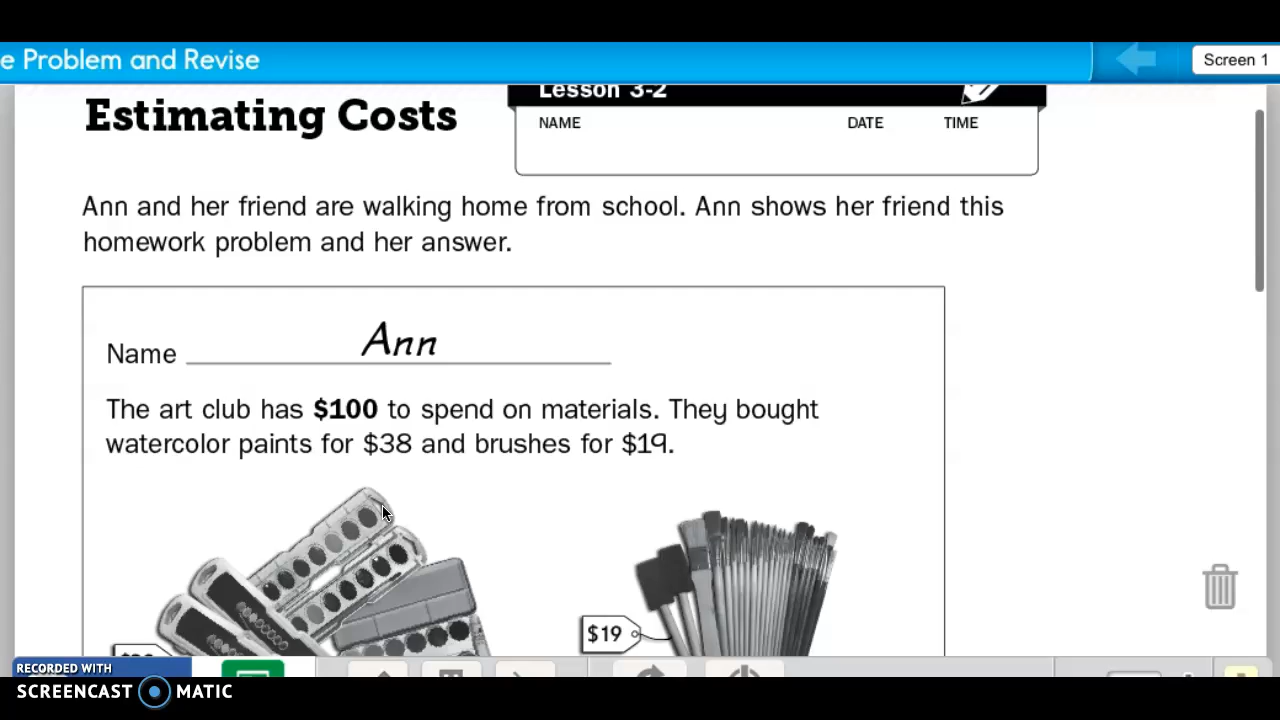 e Problem and Revise
Screen 1
Estimating Costs
Lesson 3-2
NAME DATE TIME
Ann and her friend are walking home from school. Ann shows her friend this
homework problem and her answer.
Name Ann
The art club has $100 to spend on materials. They bought
watercolor paints for $38 and brushes for $19.
$19
RECORDED WITH
SCREENCAST MATIC